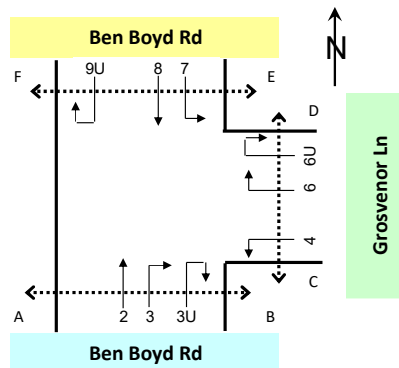 Ben Boyd Rd
N
F
9U
8
7
E
D
6U
6
4
Grosvenor Ln
C
A
2
3
3U
B
Ben Boyd Rd